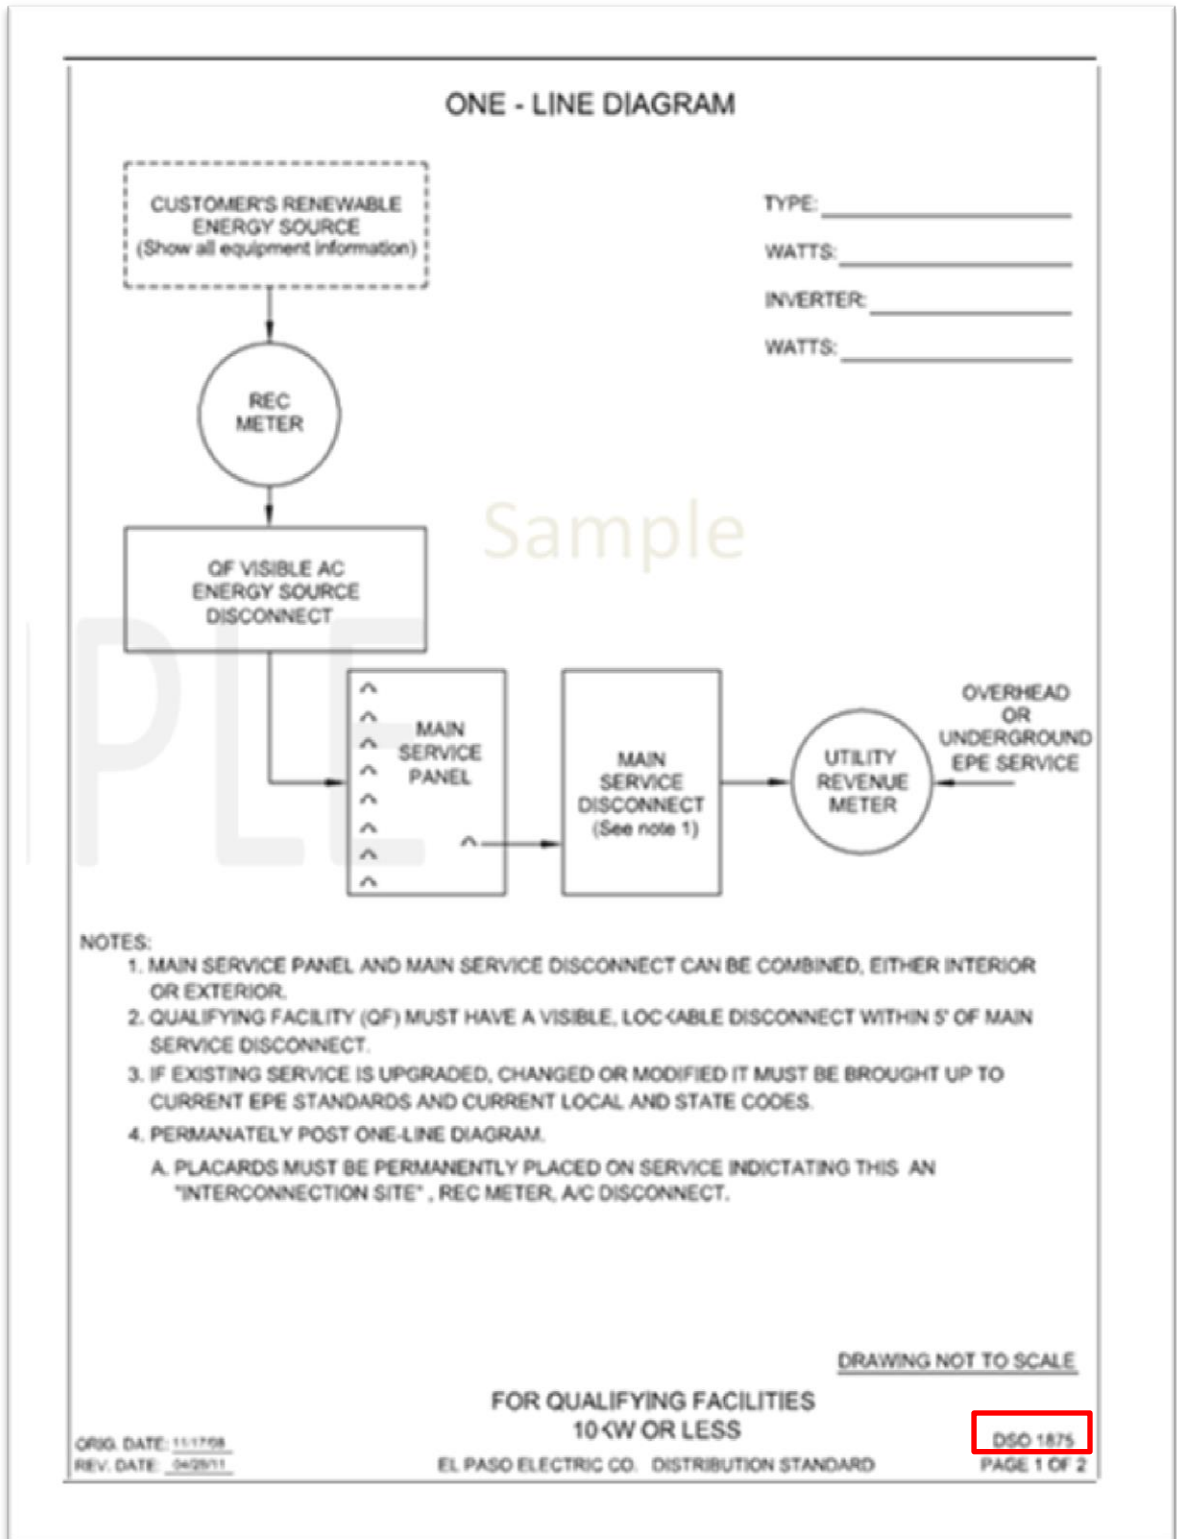 ONE - LINE DIAGRAM
CUSTOMER'S RENEWABLE
ENERGY SOURCE
(Show all equipment information)
TYPE:
WATTS:
INVERTER:
WATTS:
REC
METER
Sample
QF VISIBLE AC
ENERGY SOURCE
DISCONNECT
PLE
MAIN
SERVICE
PANEL
MAIN
SERVICE
DISCONNECT
(See note 1)
UTILITY
REVENUE
METER
OVERHEAD
OR
UNDERGROUND
EPE SERVICE
NOTES:
1. MAIN SERVICE PANEL AND MAIN SERVICE DISCONNECT CAN BE COMBINED, EITHER INTERIOR
OR EXTERIOR.
2. QUALIFYING FACILITY (QF) MUST HAVE A VISIBLE, LOCKABLE DISCONNECT WITHIN 5' OF MAIN
SERVICE DISCONNECT.
3. IF EXISTING SERVICE IS UPGRADED, CHANGED OR MODIFIED IT MUST BE BROUGHT UP TO
CURRENT EPE STANDARDS AND CURRENT LOCAL AND STATE CODES.
4. PERMANATELY POST ONE-LINE DIAGRAM.
A. PLACARDS MUST BE PERMANENTLY PLACED ON SERVICE INDICTATING THIS AN
"INTERCONNECTION SITE" , REC METER, A/C DISCONNECT.
DRAWING NOT TO SCALE
FOR QUALIFYING FACILITIES
10KW OR LESS
ORIG. DATE: 11/17/08
REV. DATE: 04/28/11
EL PASO ELECTRIC CO. DISTRIBUTION STANDARD
DSO 1875
PAGE 1 OF 2